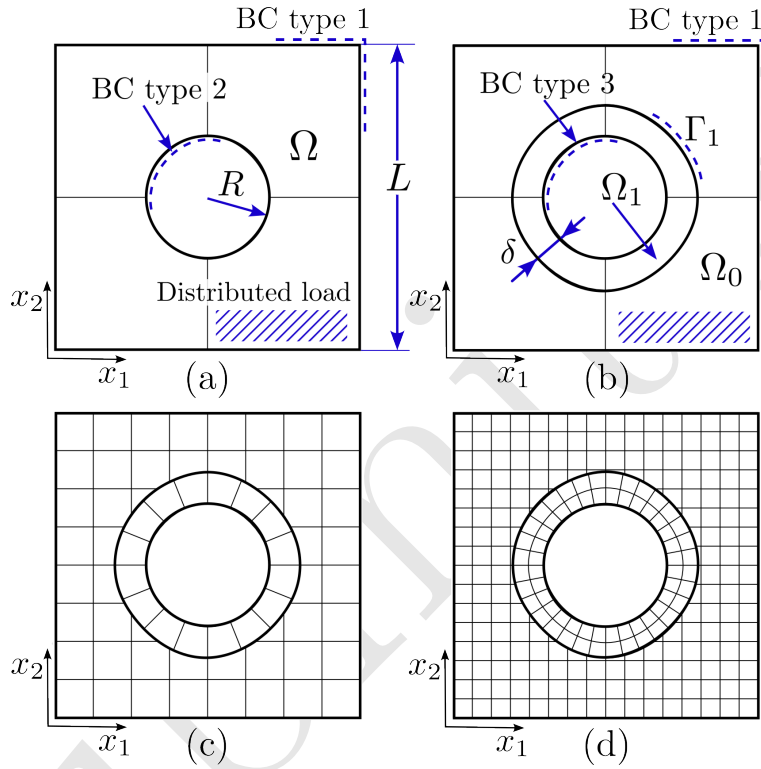 BC type 1
BC type 2
Ω
R
L
Distributed load
x₂
x₁
(a)
BC type 1
BC type 3
Γ₁
Ω₁
δ
Ω₀
x₂
x₁
(b)
x₂
x₁
(c)
x₂
x₁
(d)